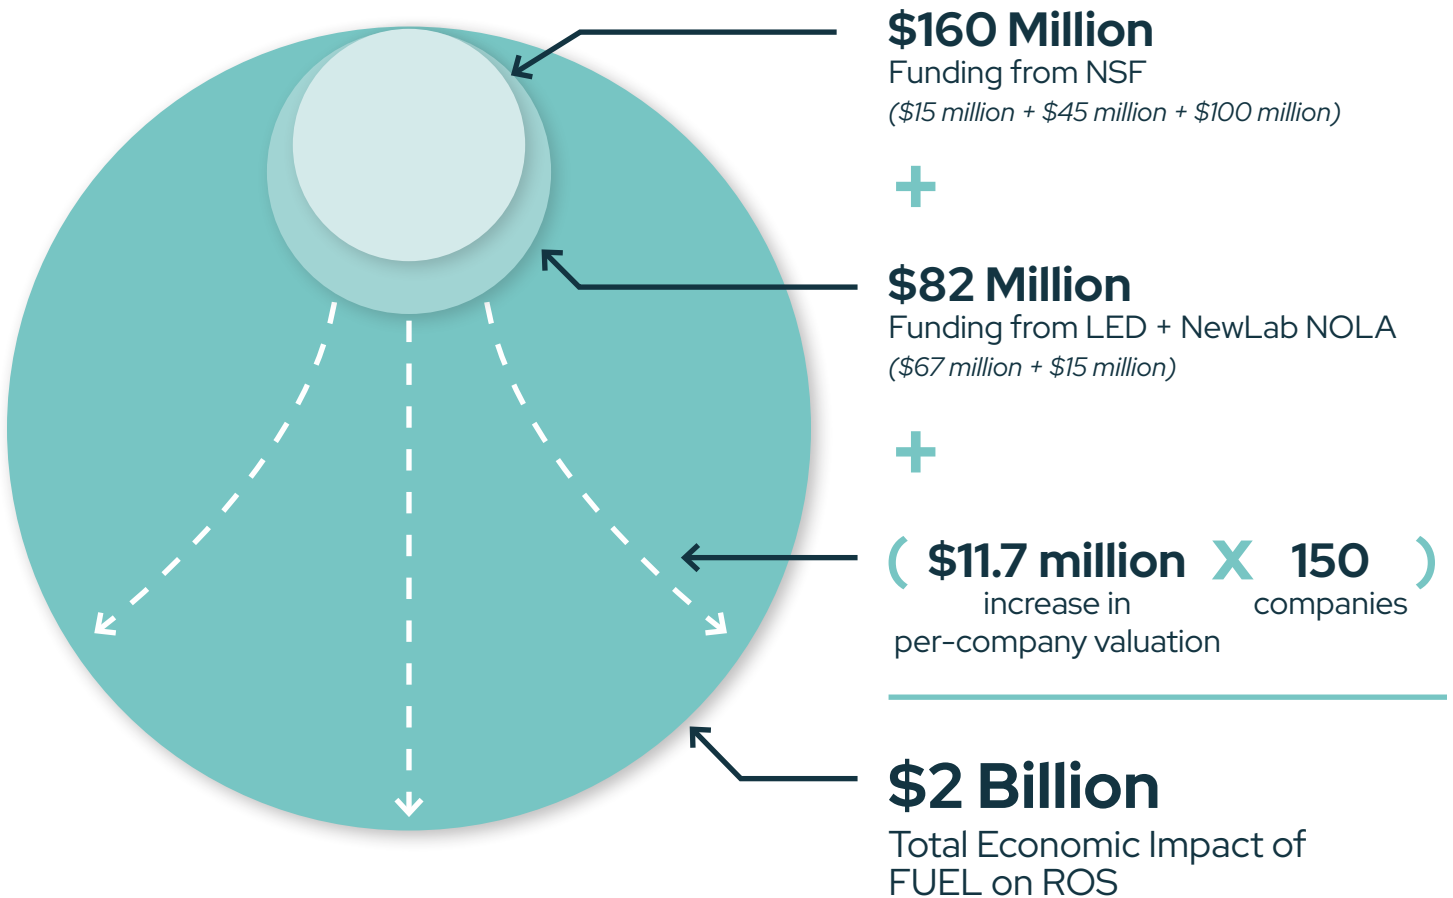 $160 Million
Funding from NSF
($15 million + $45 million + $100 million)
+
$82 Million
Funding from LED + NewLab NOLA
($67 million + $15 million)
+
( $11.7 million X 150 )
increase in companies
per-company valuation
$2 Billion
Total Economic Impact of
FUEL on ROS